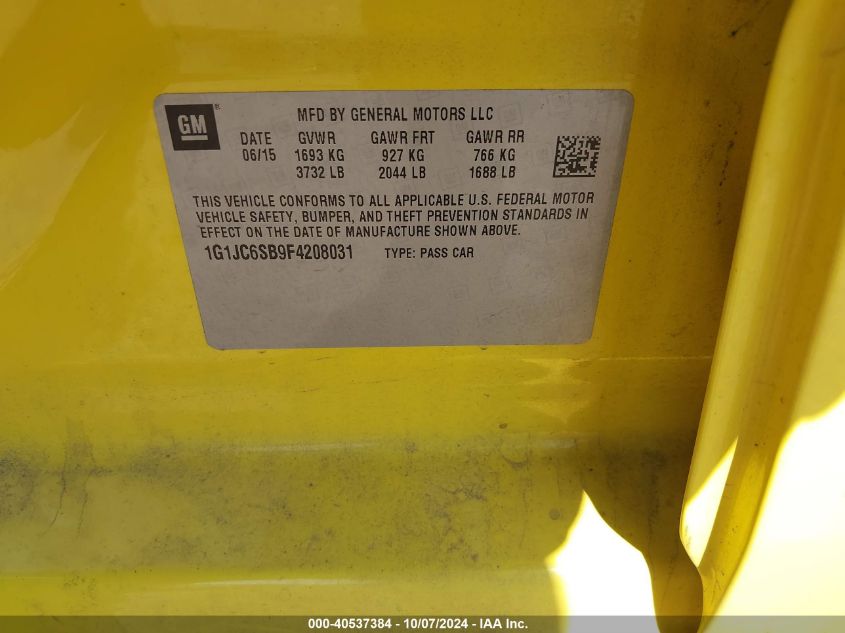 GM ®
MFD BY GENERAL MOTORS LLC
DATE GVWR GAWR FRT GAWR RR
06/15 1693 KG 927 KG 766 KG
3732 LB 2044 LB 1688 LB
THIS VEHICLE CONFORMS TO ALL APPLICABLE U.S. FEDERAL MOTOR
VEHICLE SAFETY, BUMPER, AND THEFT PREVENTION STANDARDS IN
EFFECT ON THE DATE OF MANUFACTURE SHOWN ABOVE.
1G1JC6SB9F4208031 TYPE: PASS CAR
000-40537384 - 10/07/2024 - IAA Inc.